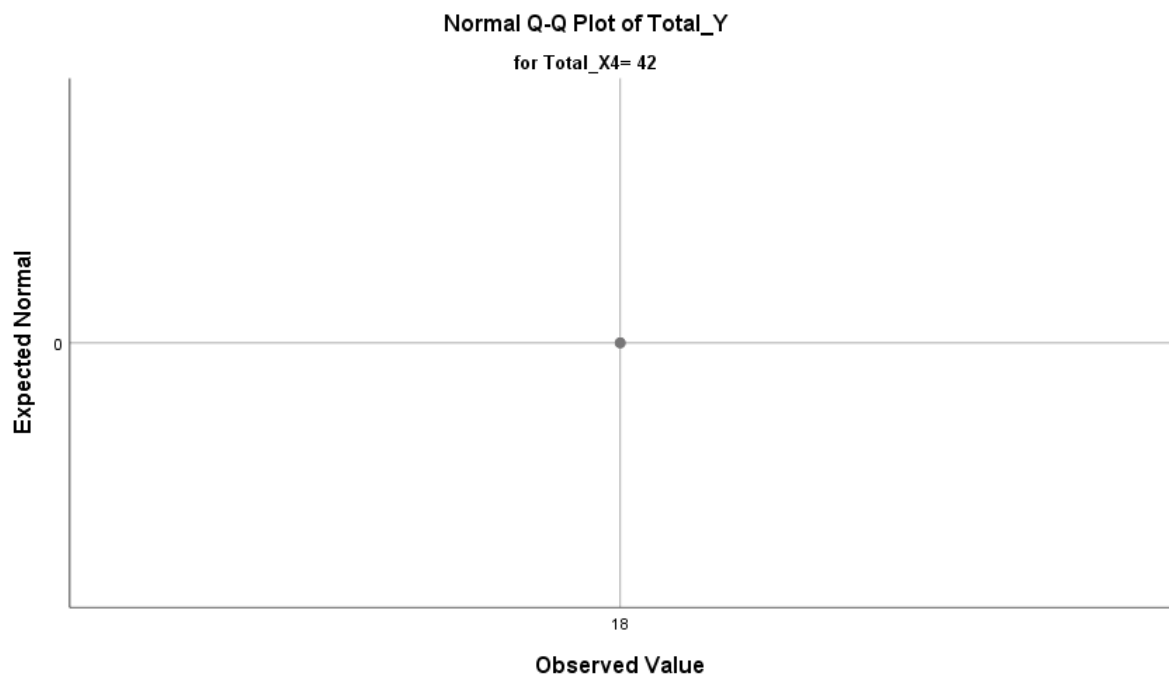 Normal Q-Q Plot of Total_Y
for Total_X4= 42
Expected Normal
0
18
Observed Value